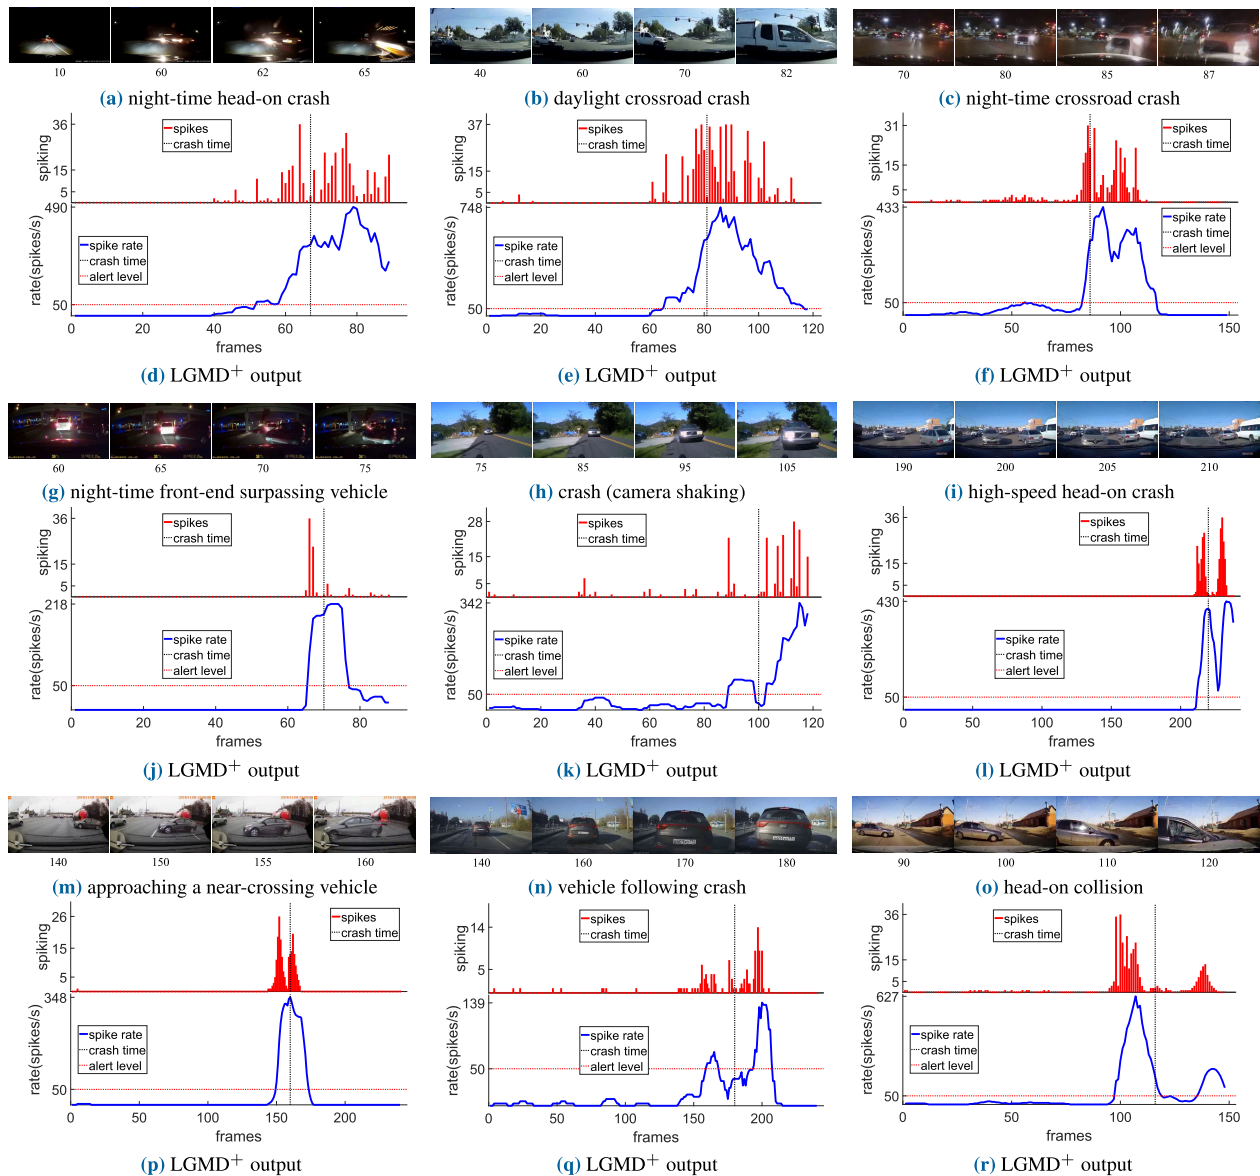 10 60 62 65
40 60 70 82
70 80 85 87
(a) night-time head-on crash
(b) daylight crossroad crash
(c) night-time crossroad crash
36
15
5
spiking
spikes
crash time
490
50
rate(spikes/s)
spike rate
crash time
alert level
0 20 40 60 80
frames
(d) LGMD+ output
37
15
5
spiking
spikes
crash time
748
50
rate(spikes/s)
spike rate
crash time
alert level
0 20 40 60 80 100 120
frames
(e) LGMD+ output
31
15
5
spiking
spikes
crash time
433
50
rate(spikes/s)
spike rate
crash time
alert level
0 50 100 150
frames
(f) LGMD+ output
60 65 70 75
75 85 95 105
190 200 205 210
(g) night-time front-end surpassing vehicle
(h) crash (camera shaking)
(i) high-speed head-on crash
36
15
5
spiking
spikes
crash time
218
50
rate(spikes/s)
spike rate
crash time
alert level
0 20 40 60 80
frames
(j) LGMD+ output
28
15
5
spiking
spikes
crash time
342
50
rate(spikes/s)
spike rate
crash time
alert level
0 20 40 60 80 100 120
frames
(k) LGMD+ output
36
15
5
spiking
spikes
crash time
430
50
rate(spikes/s)
spike rate
crash time
alert level
0 100 200
frames
(l) LGMD+ output
140 150 155 160
140 160 170 180
90 100 110 120
(m) approaching a near-crossing vehicle
(n) vehicle following crash
(o) head-on collision
26
15
5
spiking
spikes
crash time
348
50
rate(spikes/s)
spike rate
crash time
alert level
0 100 200
frames
(p) LGMD+ output
14
5
spiking
spikes
crash time
139
50
rate(spikes/s)
spike rate
crash time
alert level
0 50 100 150 200
frames
(q) LGMD+ output
36
15
5
spiking
spikes
crash time
627
50
rate(spikes/s)
spike rate
crash time
alert level
0 50 100 150
frames
(r) LGMD+ output